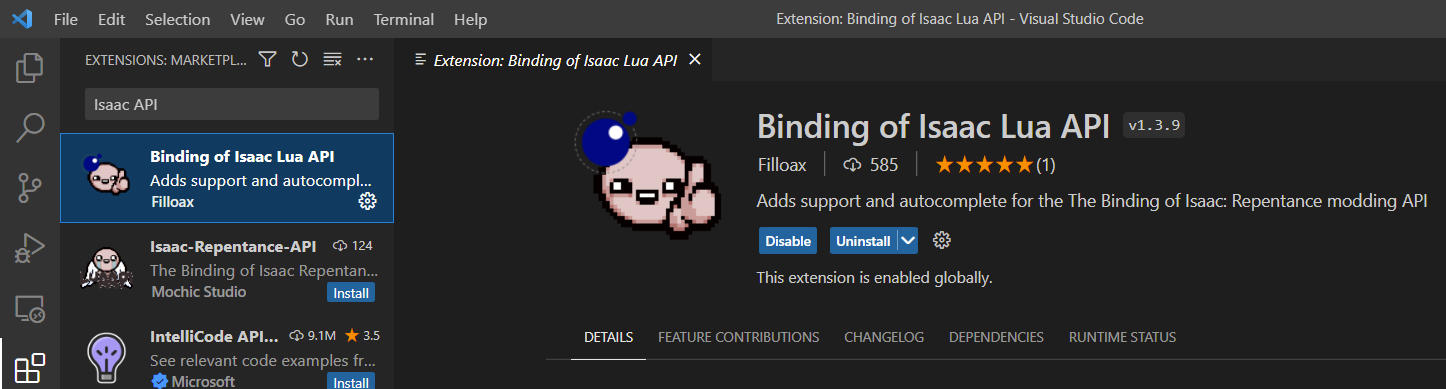 File Edit Selection View Go Run Terminal Help Extension: Binding of Isaac Lua API - Visual Studio Code
EXTENSIONS: MARKETPL...
Isaac API
Binding of Isaac Lua API
Adds support and autocompl...
Filloax
Isaac-Repentance-API 124
The Binding of Isaac Repentan...
Mochic Studio Install
IntelliCode API... 9.1M 3.5
See relevant code examples fr...
Microsoft Install
Extension: Binding of Isaac Lua API
Binding of Isaac Lua API v1.3.9
Filloax 585 (1)
Adds support and autocomplete for the The Binding of Isaac: Repentance modding API
Disable Uninstall
This extension is enabled globally.
DETAILS FEATURE CONTRIBUTIONS CHANGELOG DEPENDENCIES RUNTIME STATUS